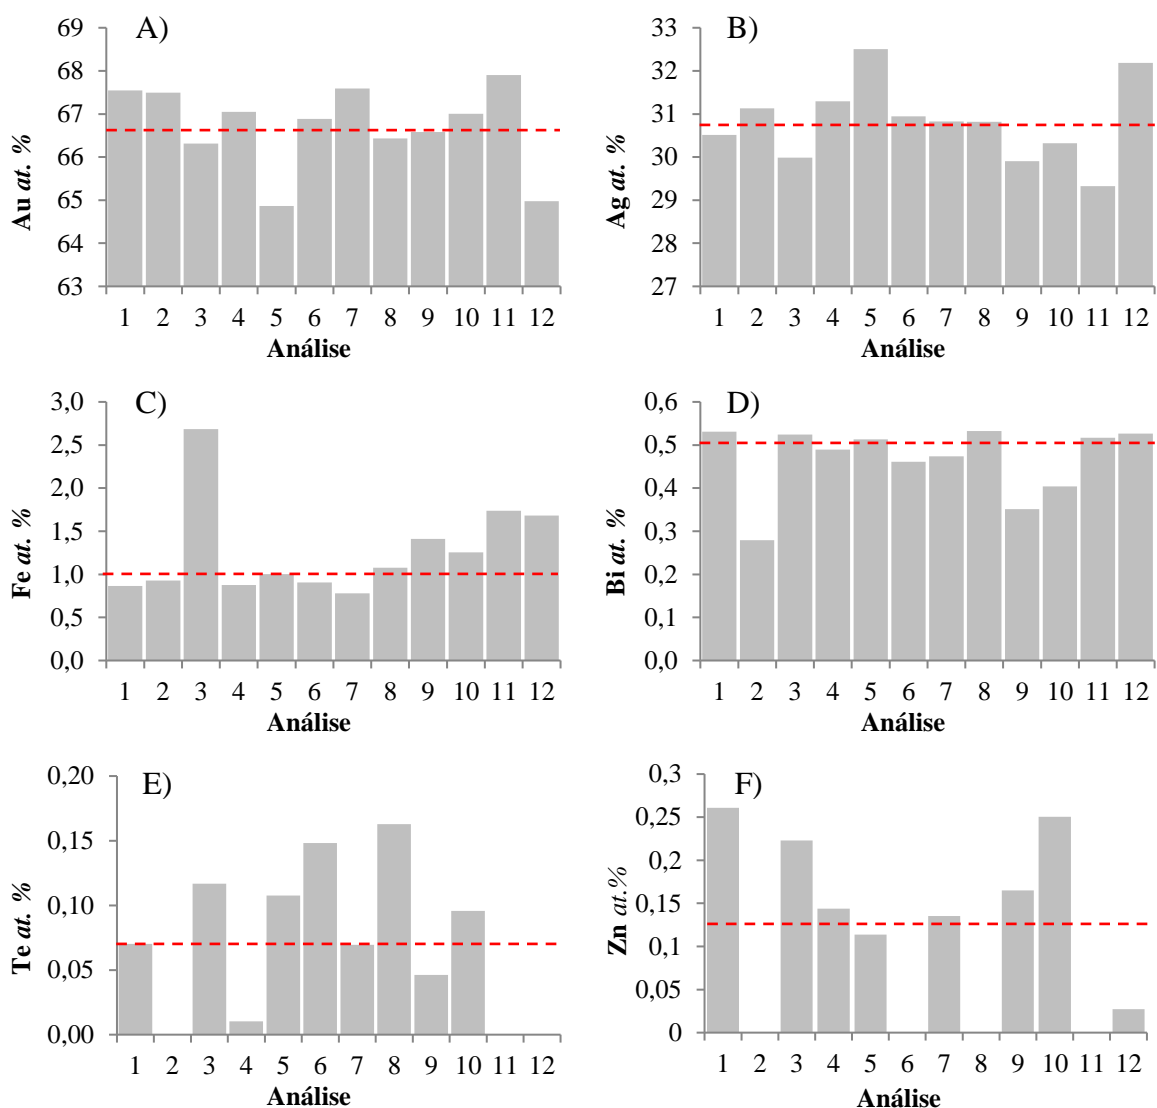 A)
69
68
67
66
65
64
63
Au at. %
1 2 3 4 5 6 7 8 9 10 11 12
Análise
B)
33
32
31
30
29
28
27
Ag at. %
1 2 3 4 5 6 7 8 9 10 11 12
Análise
C)
3,0
2,5
2,0
1,5
1,0
0,5
0,0
Fe at. %
1 2 3 4 5 6 7 8 9 10 11 12
Análise
D)
0,6
0,5
0,4
0,3
0,2
0,1
0,0
Bi at. %
1 2 3 4 5 6 7 8 9 10 11 12
Análise
E)
0,20
0,15
0,10
0,05
0,00
Te at. %
1 2 3 4 5 6 7 8 9 10 11 12
Análise
F)
0,3
0,25
0,2
0,15
0,1
0,05
0
Zn at.%
1 2 3 4 5 6 7 8 9 10 11 12
Análise